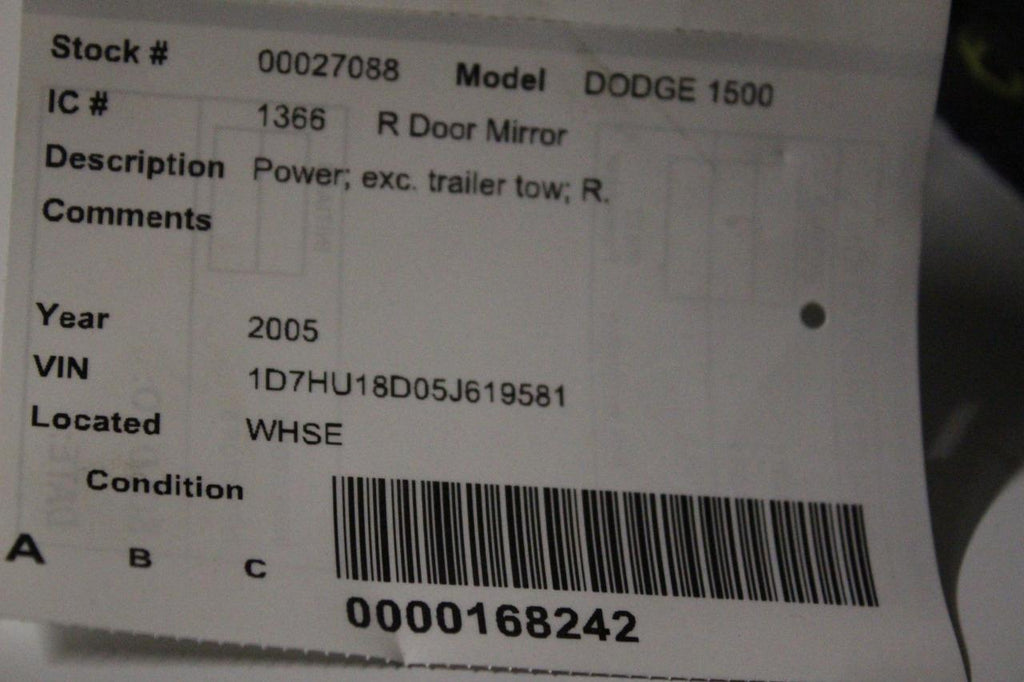 Stock # 00027088 Model DODGE 1500
IC # 1366 R Door Mirror
Description Power; exc. trailer tow; R.
Comments
Year 2005
VIN 1D7HU18D05J619581
Located WHSE
Condition
A B C
0000168242